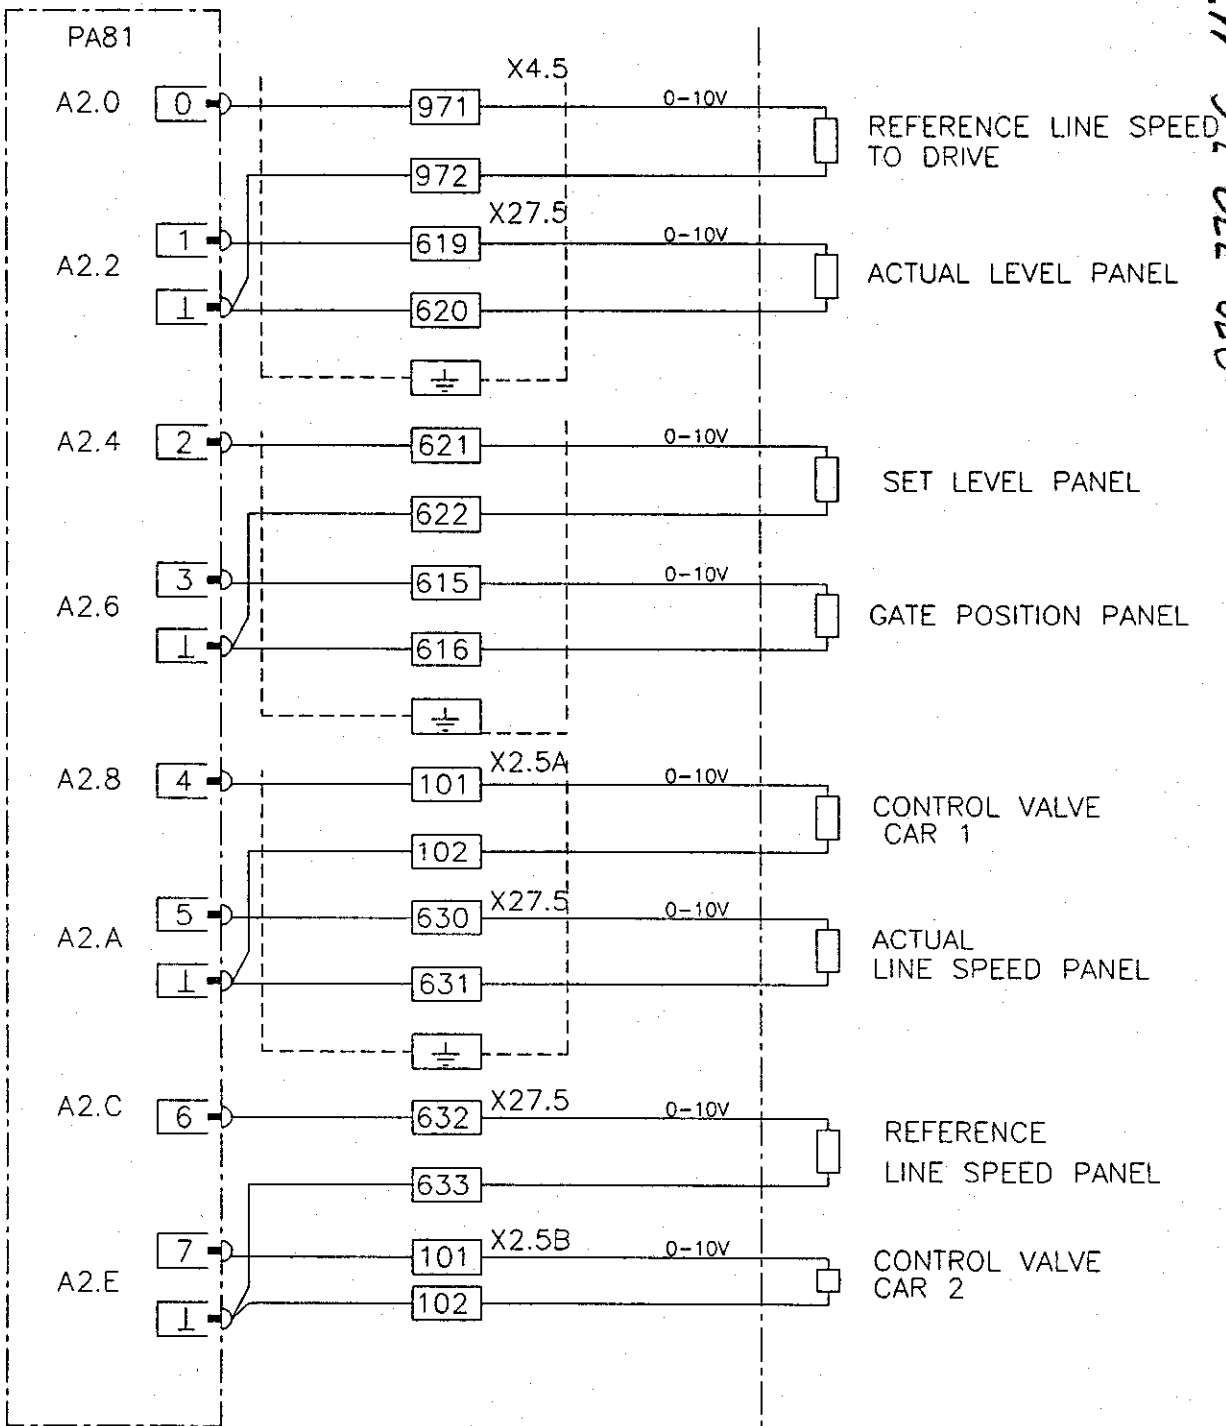 PA81
X4.5
A2.0 0 971 0-10V
REFERENCE LINE SPEED
TO DRIVE
972
X27.5
1 619 0-10V
A2.2
ACTUAL LEVEL PANEL
620
A2.4 2 621 0-10V
SET LEVEL PANEL
622
3 615 0-10V
A2.6
GATE POSITION PANEL
616
X2.5A
A2.8 4 101 0-10V
CONTROL VALVE
CAR 1
102
X27.5
5 630 0-10V
A2.A
ACTUAL
LINE SPEED PANEL
631
X27.5
A2.C 6 632 0-10V
REFERENCE
LINE SPEED PANEL
633
X2.5B
7 101 0-10V
A2.E
CONTROL VALVE
CAR 2
102